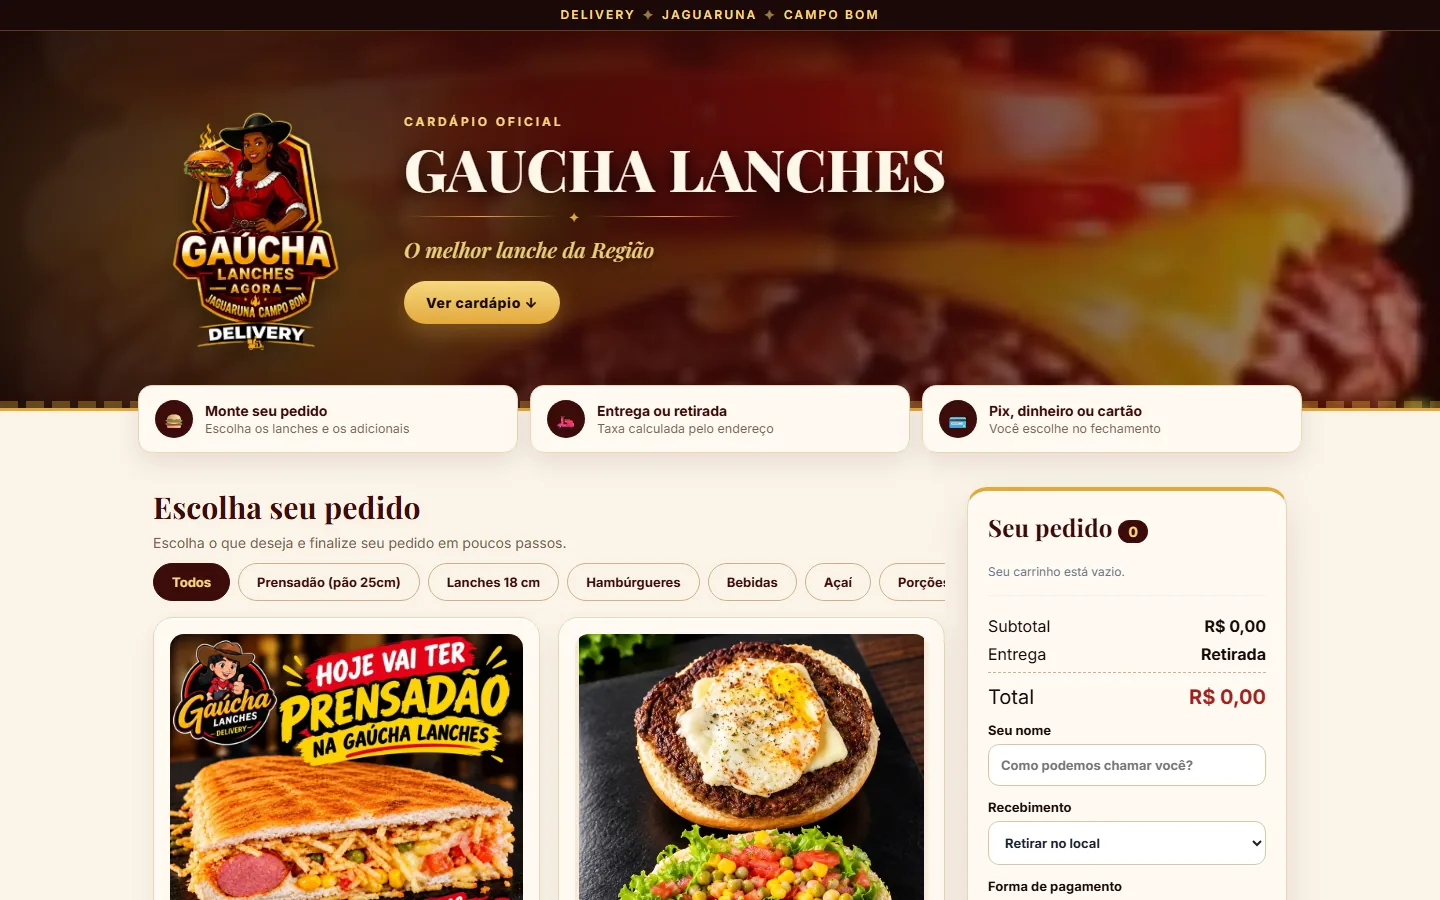 DELIVERY ✦ JAGUARUNA ✦ CAMPO BOM
GAÚCHA
LANCHES
AGORA
JAGUARUNA CAMPO BOM
DELIVERY
CARDÁPIO OFICIAL
GAUCHA LANCHES
O melhor lanche da Região
Ver cardápio ↓
Monte seu pedido
Escolha os lanches e os adicionais
Entrega ou retirada
Taxa calculada pelo endereço
Pix, dinheiro ou cartão
Você escolhe no fechamento
Escolha seu pedido
Escolha o que deseja e finalize seu pedido em poucos passos.
Todos
Prensadão (pão 25cm)
Lanches 18 cm
Hambúrgueres
Bebidas
Açaí
Porções
Gaúcha
LANCHES
DELIVERY
HOJE VAI TER
PRENSADÃO
NA GAÚCHA LANCHES
Seu pedido 0
Seu carrinho está vazio.
Subtotal R$ 0,00
Entrega Retirada
Total R$ 0,00
Seu nome
Como podemos chamar você?
Recebimento
Retirar no local
Forma de pagamento